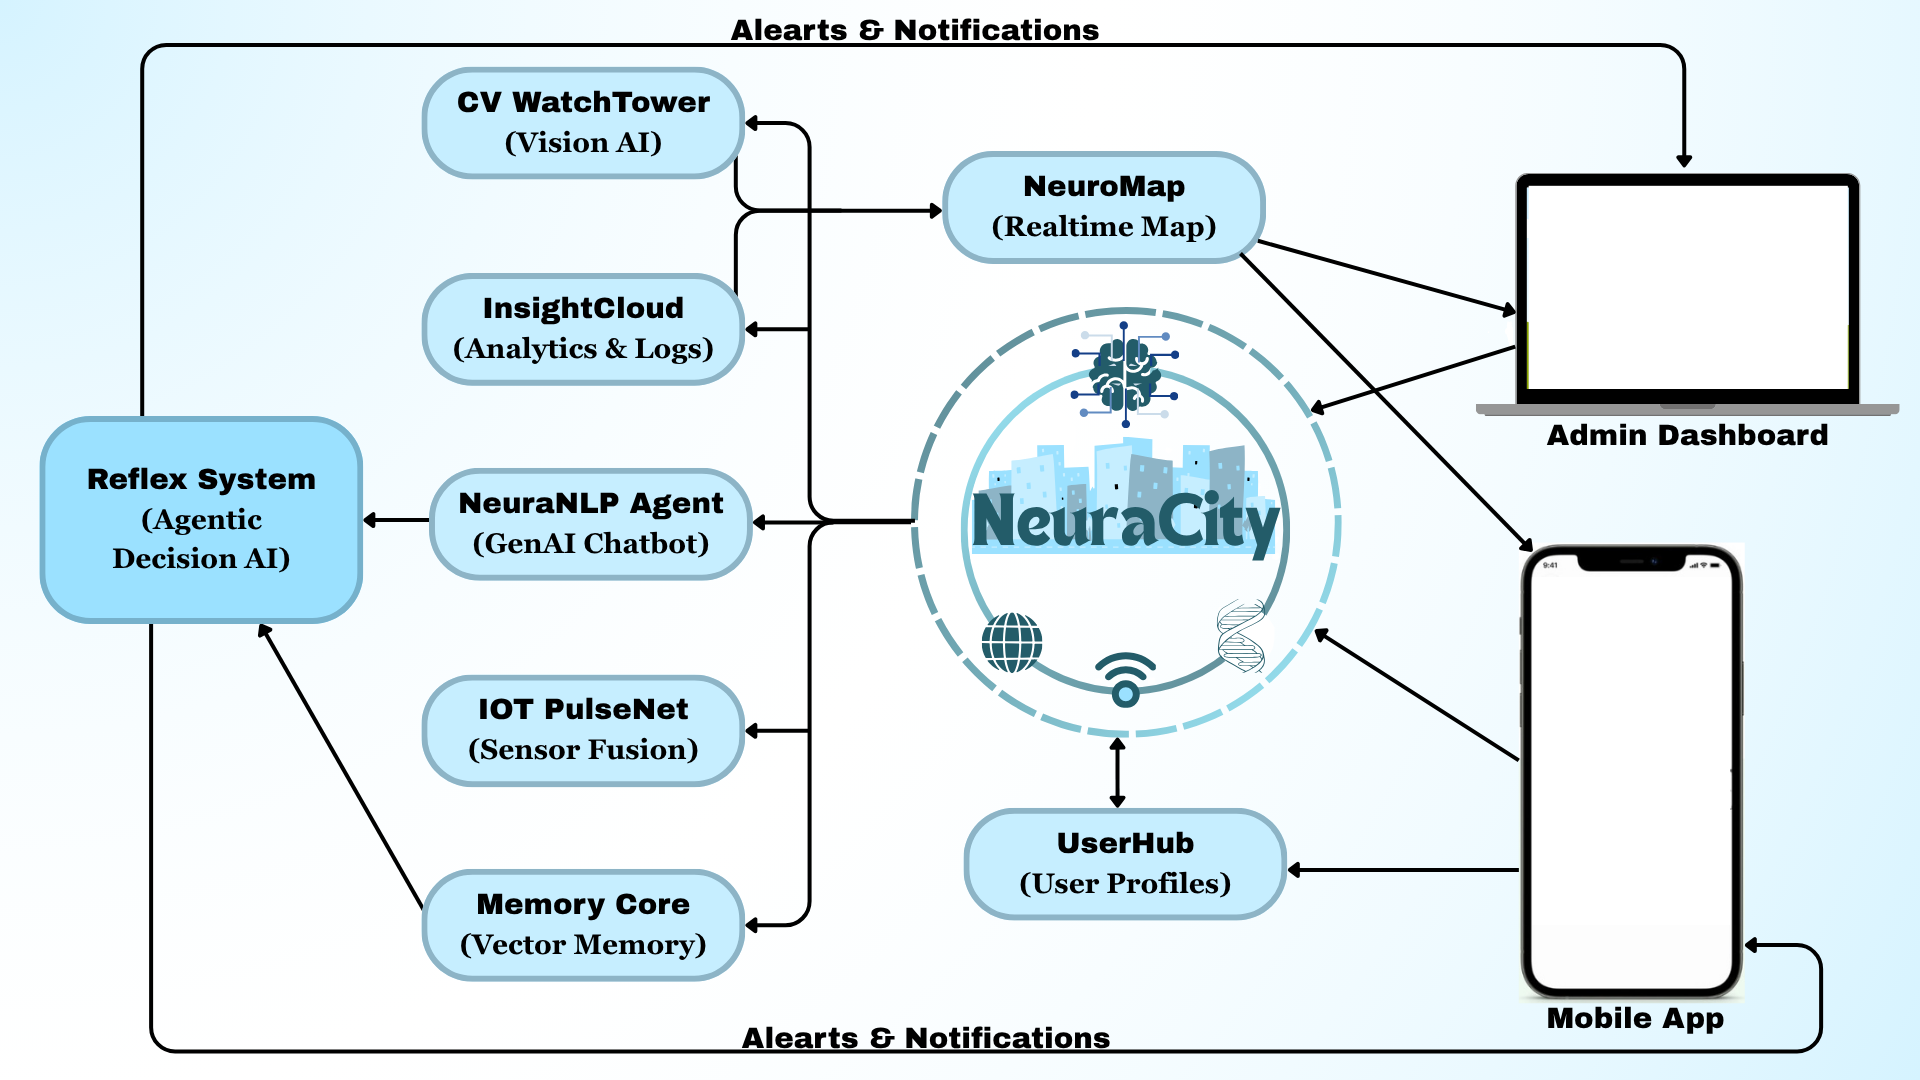 Alearts & Notifications
CV WatchTower
(Vision AI)
NeuroMap
(Realtime Map)
InsightCloud
(Analytics & Logs)
Admin Dashboard
Reflex System
(Agentic
Decision AI)
NeuraNLP Agent
(GenAI Chatbot)
NeuraCity
9:41
IOT PulseNet
(Sensor Fusion)
UserHub
(User Profiles)
Memory Core
(Vector Memory)
Mobile App
Alearts & Notifications